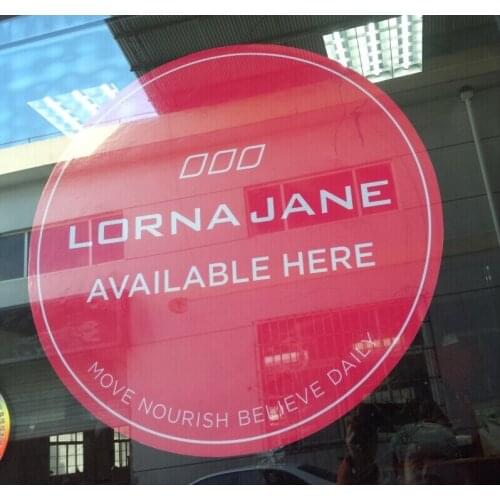 LORNA JANE
AVAILABLE HERE
MOVE NOURISH BELIEVE DAILY